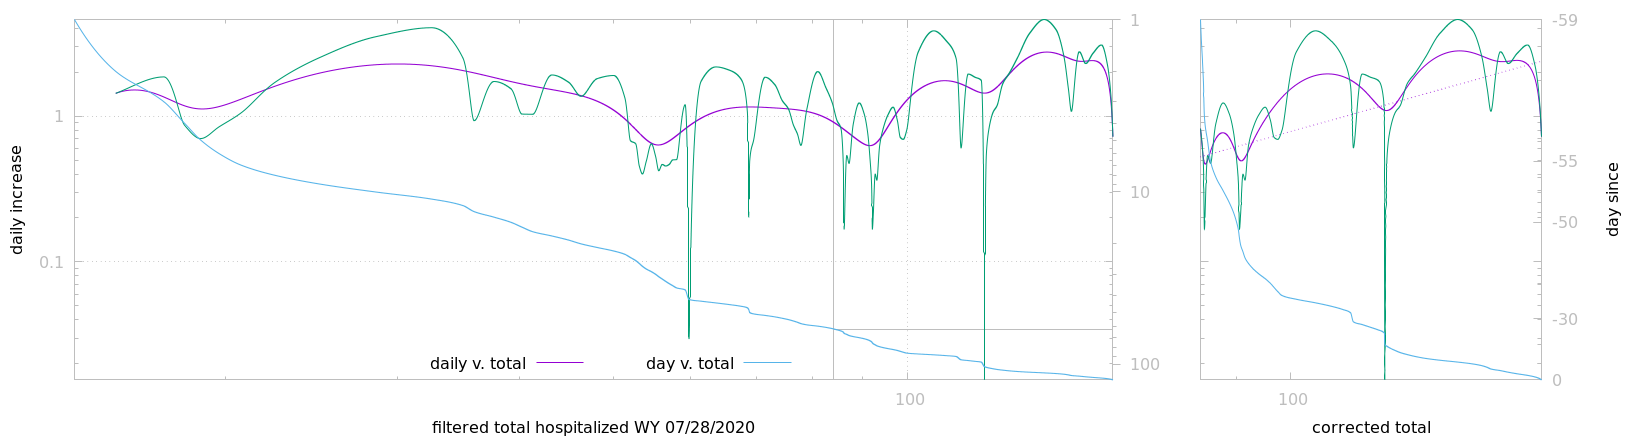 daily increase
1
0.1
daily v. total
day v. total
100
filtered total hospitalized WY 07/28/2020
1
10
100
100
corrected total
-59
-55
-50
-30
0
day since